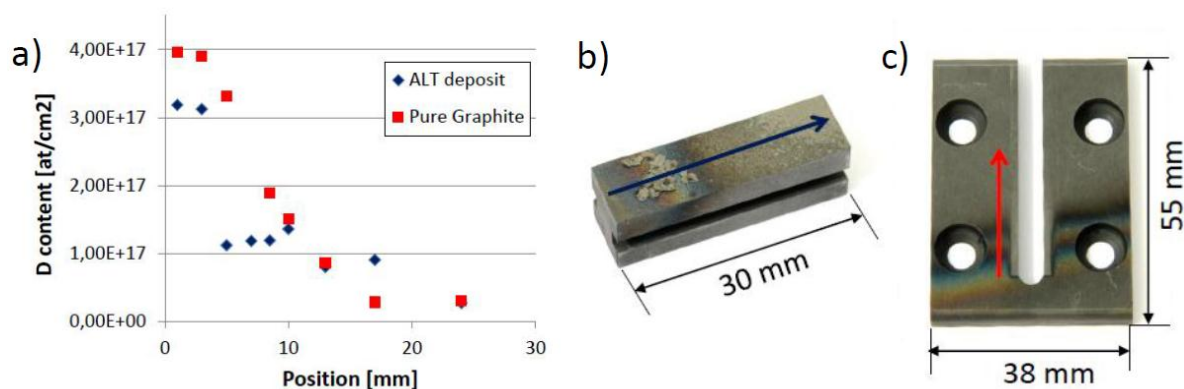 a)
D content [at/cm2]
4,00E+17
3,00E+17
2,00E+17
1,00E+17
0,00E+00
0
10
20
30
Position [mm]
ALT deposit
Pure Graphite
b)
30 mm
c)
55 mm
38 mm